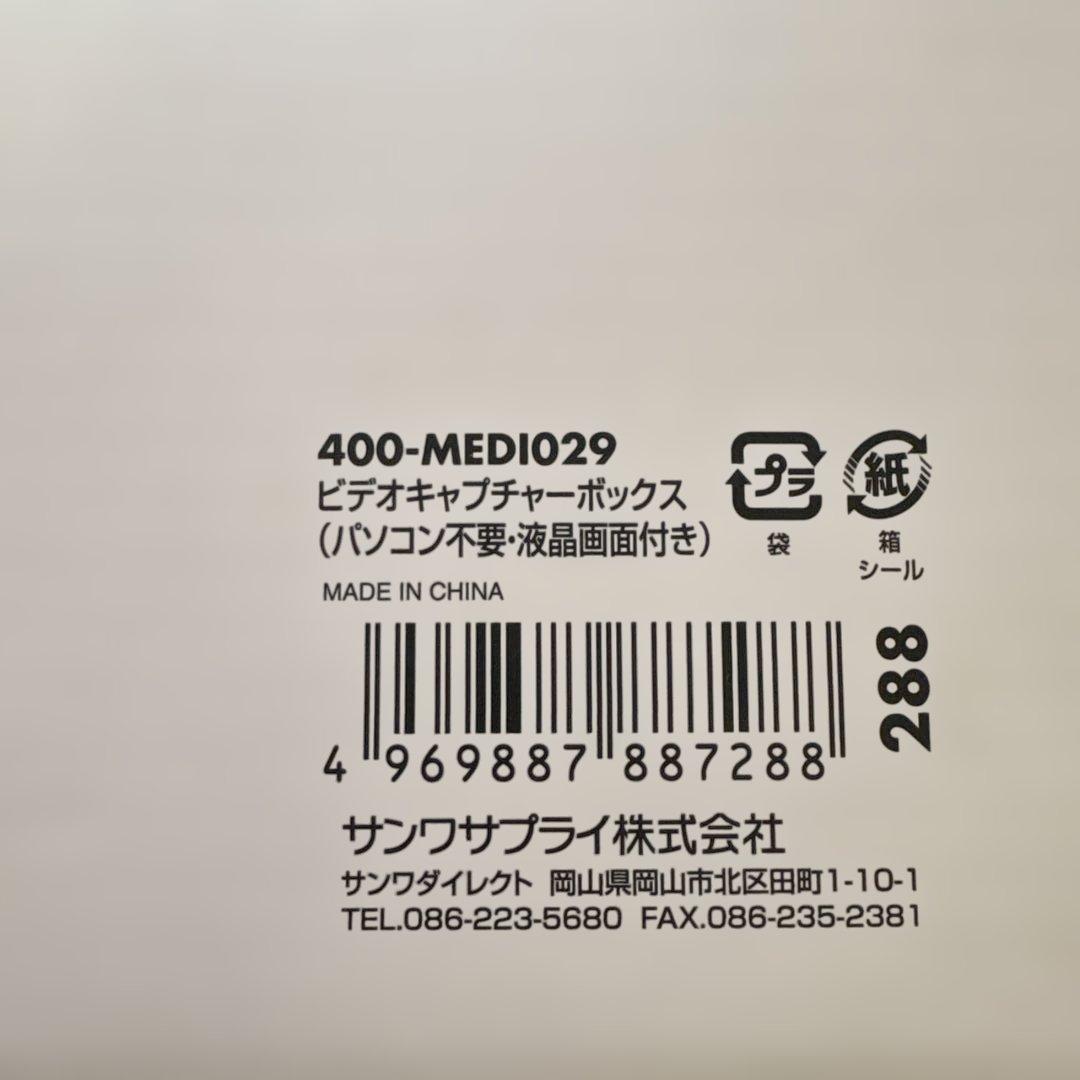 400-MEDI029
ビデオキャプチャーボックス
(パソコン不要・液晶画面付き)
プラ
袋
紙
箱
シール
MADE IN CHINA
288
4 969887 887288
サンワサプライ株式会社
サンワダイレクト 岡山県岡山市北区田町1-10-1
TEL.086-223-5680 FAX.086-235-2381